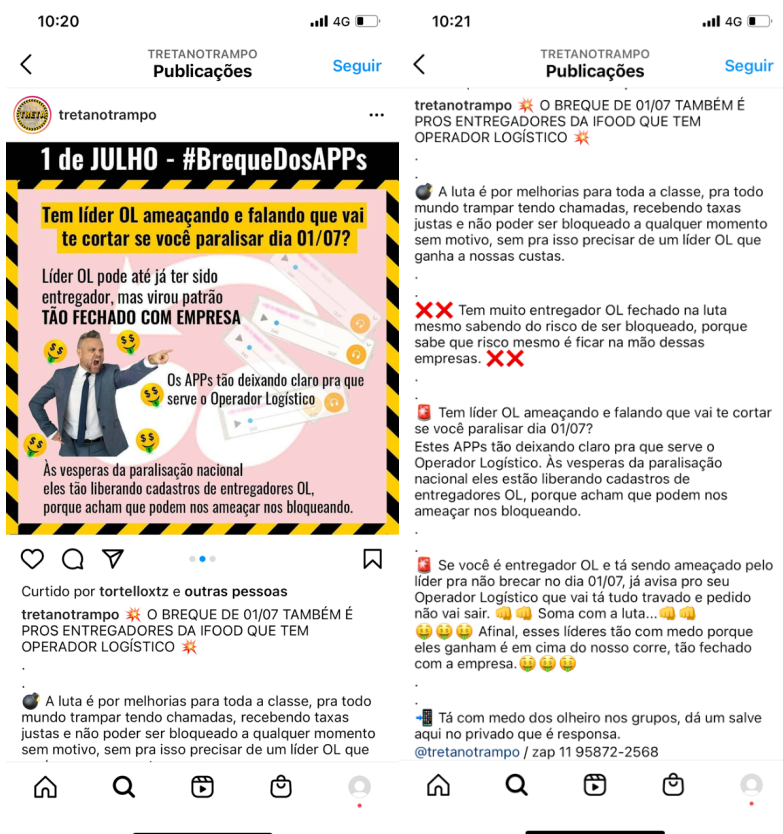 10:20
4G
TRETANOTRAMPO
Publicações
Seguir
tretanotrampo
1 de JULHO - #BrequeDosAPPs
Tem líder OL ameaçando e falando que vai
te cortar se você paralisar dia 01/07?
Líder OL pode até já ter sido
entregador, mas virou patrão
TÃO FECHADO COM EMPRESA
Os APPs tão deixando claro pra que
serve o Operador Logístico
Às vesperas da paralisação nacional
eles tão liberando cadastros de entregadores OL,
porque acham que podem nos ameaçar nos bloqueando.
Curtido por tortelloxtz e outras pessoas
tretanotrampo 💥 O BREQUE DE 01/07 TAMBÉM É
PROS ENTREGADORES DA IFOOD QUE TEM
OPERADOR LOGÍSTICO 💥
.
.
💣 A luta é por melhorias para toda a classe, pra todo
mundo trampar tendo chamadas, recebendo taxas
justas e não poder ser bloqueado a qualquer momento
sem motivo, sem pra isso precisar de um líder OL que
10:21
4G
TRETANOTRAMPO
Publicações
Seguir
tretanotrampo 💥 O BREQUE DE 01/07 TAMBÉM É
PROS ENTREGADORES DA IFOOD QUE TEM
OPERADOR LOGÍSTICO 💥
.
.
💣 A luta é por melhorias para toda a classe, pra todo
mundo trampar tendo chamadas, recebendo taxas
justas e não poder ser bloqueado a qualquer momento
sem motivo, sem pra isso precisar de um líder OL que
ganha a nossas custas.
.
.
❌❌ Tem muito entregador OL fechado na luta
mesmo sabendo do risco de ser bloqueado, porque
sabe que risco mesmo é ficar na mão dessas
empresas. ❌❌
.
.
🚨 Tem líder OL ameaçando e falando que vai te cortar
se você paralisar dia 01/07?
Estes APPs tão deixando claro pra que serve o
Operador Logístico. Às vesperas da paralisação
nacional eles estão liberando cadastros de
entregadores OL, porque acham que podem nos
ameaçar nos bloqueando.
.
.
🚨 Se você é entregador OL e tá sendo ameaçado pelo
líder pra não brecar no dia 01/07, já avisa pro seu
Operador Logístico que vai tá tudo travado e pedido
não vai sair. 👊👊 Soma com a luta...👊👊
🤑🤑🤑 Afinal, esses líderes tão com medo porque
eles ganham é em cima do nosso corre, tão fechado
com a empresa.🤑🤑🤑
.
.
📲 Tá com medo dos olheiro nos grupos, dá um salve
aqui no privado que é responsa.
@tretanotrampo / zap 11 95872-2568